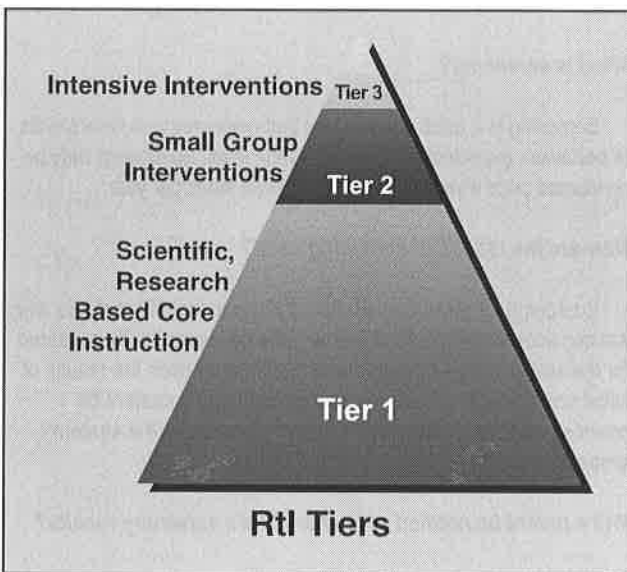 Intensive Interventions
Tier 3
Small Group
Interventions
Tier 2
Scientific,
Research
Based Core
Instruction
Tier 1
RtI Tiers